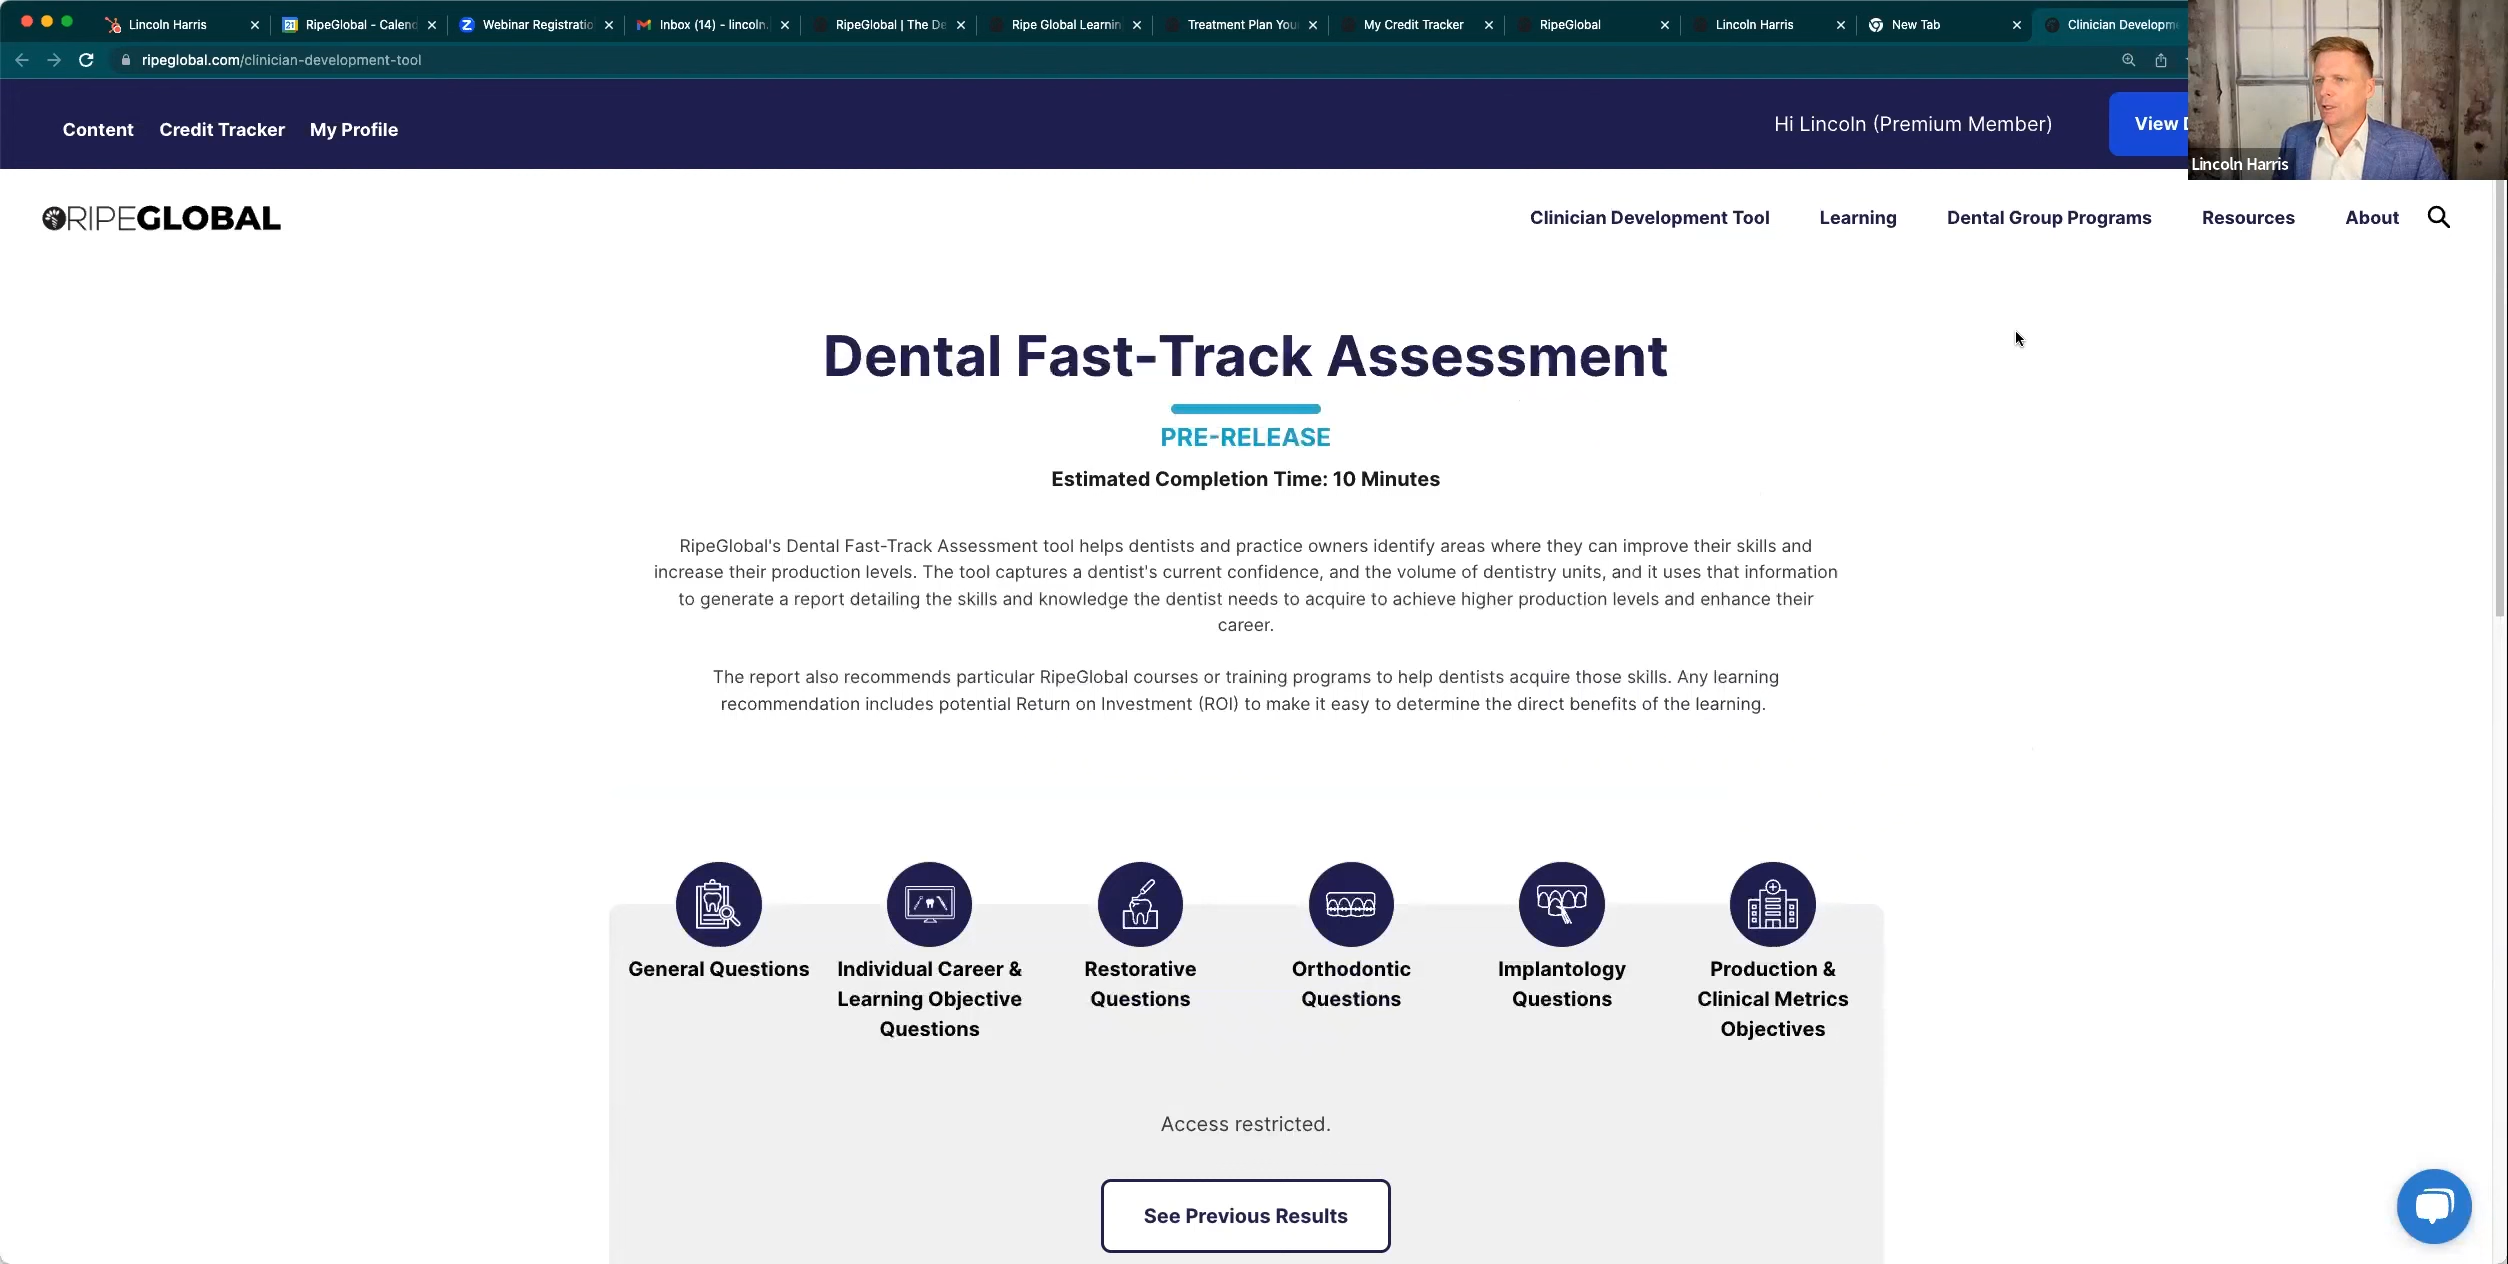 Lincoln Harris
RipeGlobal - Calend
Webinar Registratio
Inbox (14) - lincoln.
RipeGlobal | The De
Ripe Global Learnin
Treatment Plan You
My Credit Tracker
RipeGlobal
Lincoln Harris
New Tab
Clinician Developm
ripeglobal.com/clinician-development-tool
Content
Credit Tracker
My Profile
Hi Lincoln (Premium Member)
View
Lincoln Harris
RIPEGLOBAL
Clinician Development Tool
Learning
Dental Group Programs
Resources
About
Dental Fast-Track Assessment
PRE-RELEASE
Estimated Completion Time: 10 Minutes
RipeGlobal's Dental Fast-Track Assessment tool helps dentists and practice owners identify areas where they can improve their skills and
increase their production levels. The tool captures a dentist's current confidence, and the volume of dentistry units, and it uses that information
to generate a report detailing the skills and knowledge the dentist needs to acquire to achieve higher production levels and enhance their
career.
The report also recommends particular RipeGlobal courses or training programs to help dentists acquire those skills. Any learning
recommendation includes potential Return on Investment (ROI) to make it easy to determine the direct benefits of the learning.
General Questions
Individual Career &
Learning Objective
Questions
Restorative
Questions
Orthodontic
Questions
Implantology
Questions
Production &
Clinical Metrics
Objectives
Access restricted.
See Previous Results